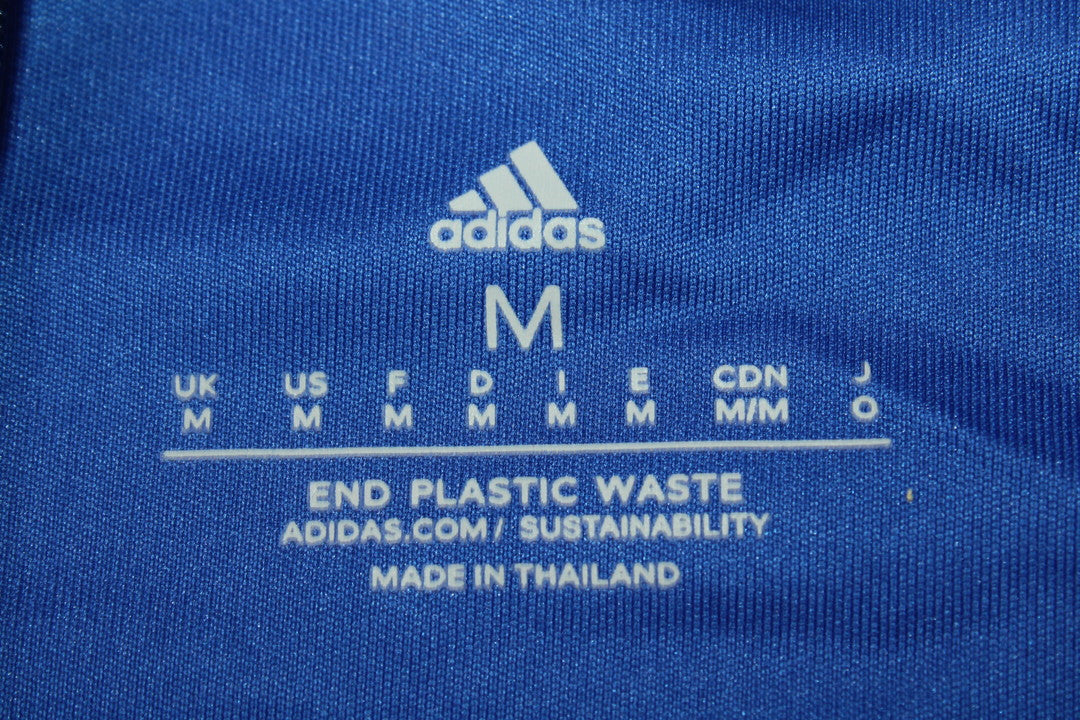 adidas
M
UK US F D I E CDN J
M M M M M M M/M O
END PLASTIC WASTE
ADIDAS.COM/ SUSTAINABILITY
MADE IN THAILAND